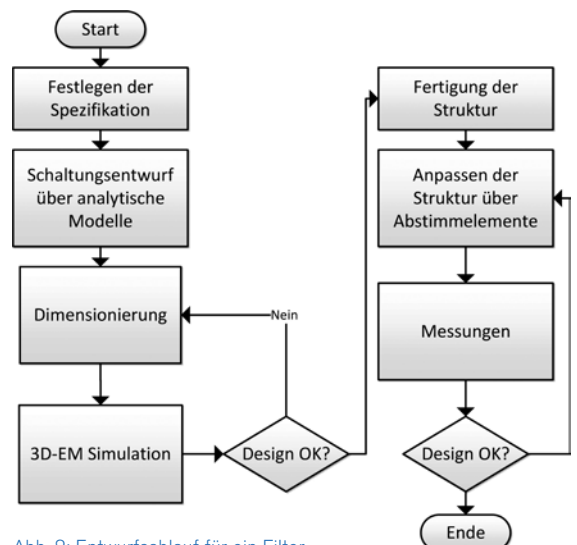 Start
Festlegen der
Spezifikation
Schaltungsentwurf
über analytische
Modelle
Dimensionierung
Nein
3D-EM Simulation
Design OK?
Fertigung der
Struktur
Anpassen der
Struktur über
Abstimmelemente
Messungen
Design OK?
Ende